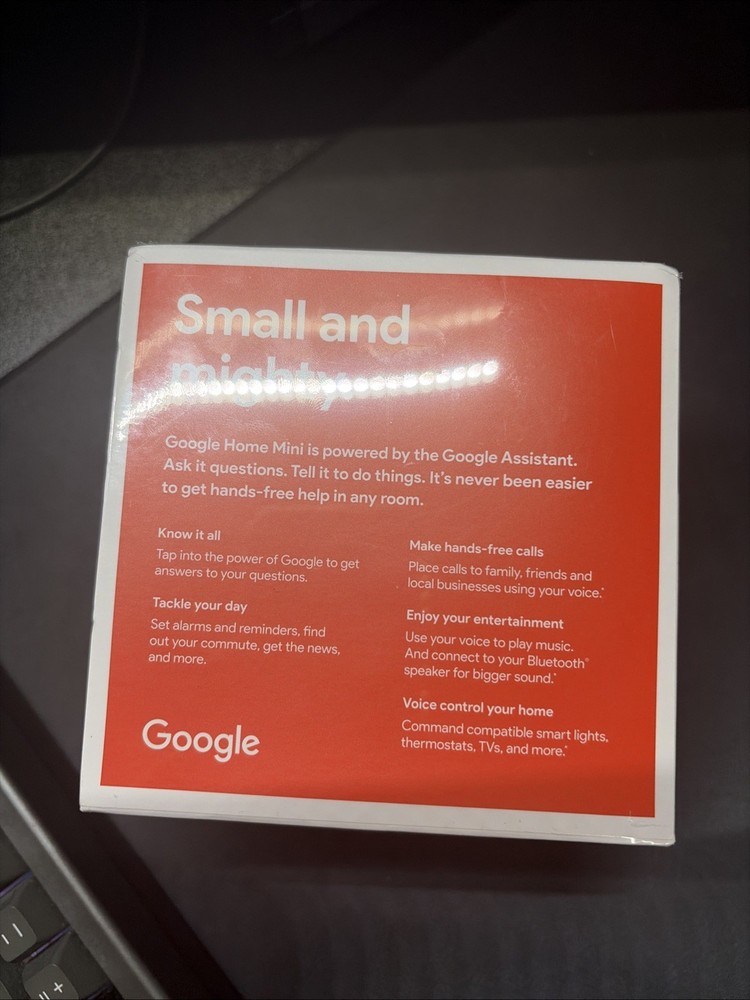 Small and
mighty.
Google Home Mini is powered by the Google Assistant.
Ask it questions. Tell it to do things. It's never been easier
to get hands-free help in any room.
Know it all
Tap into the power of Google to get
answers to your questions.
Tackle your day
Set alarms and reminders, find
out your commute, get the news,
and more.
Make hands-free calls
Place calls to family, friends and
local businesses using your voice.*
Enjoy your entertainment
Use your voice to play music.
And connect to your Bluetooth®
speaker for bigger sound.*
Voice control your home
Command compatible smart lights,
thermostats, TVs, and more.*
Google